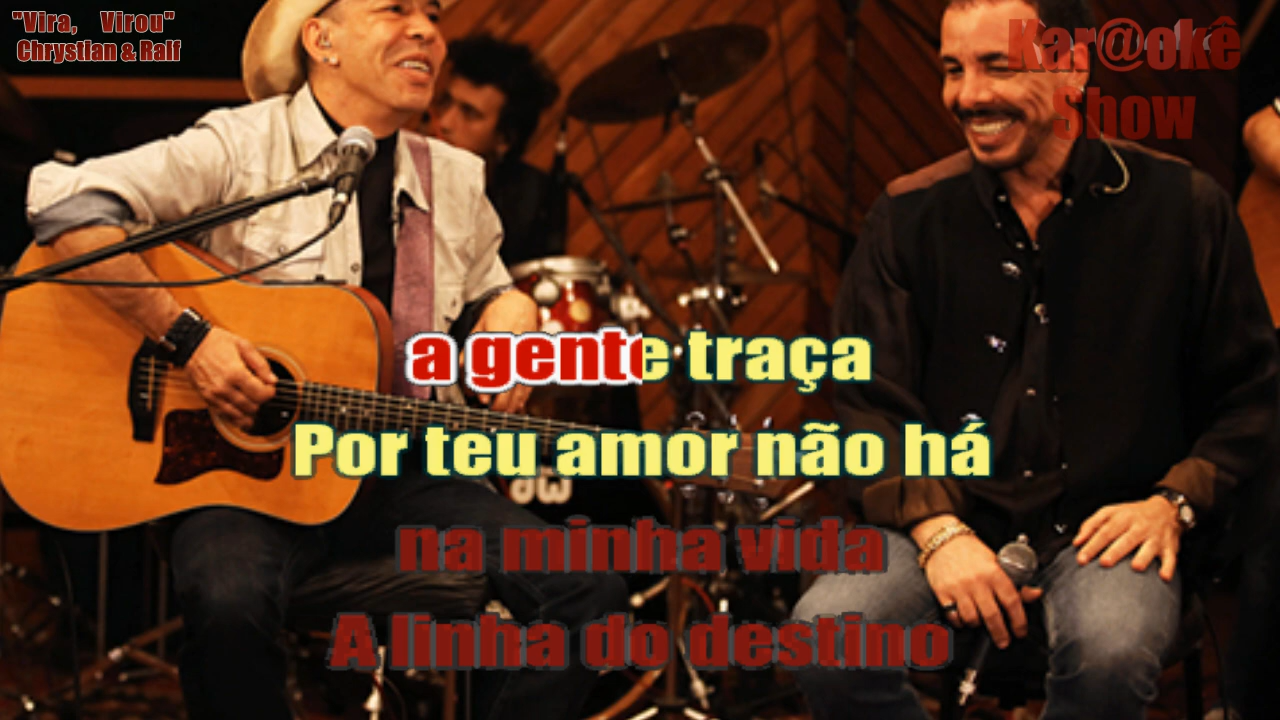 "Vira, Virou"
Chrystian & Ralf
Kar@okê
Show
a gente traça
Por teu amor não há
na minha vida
A linha do destino